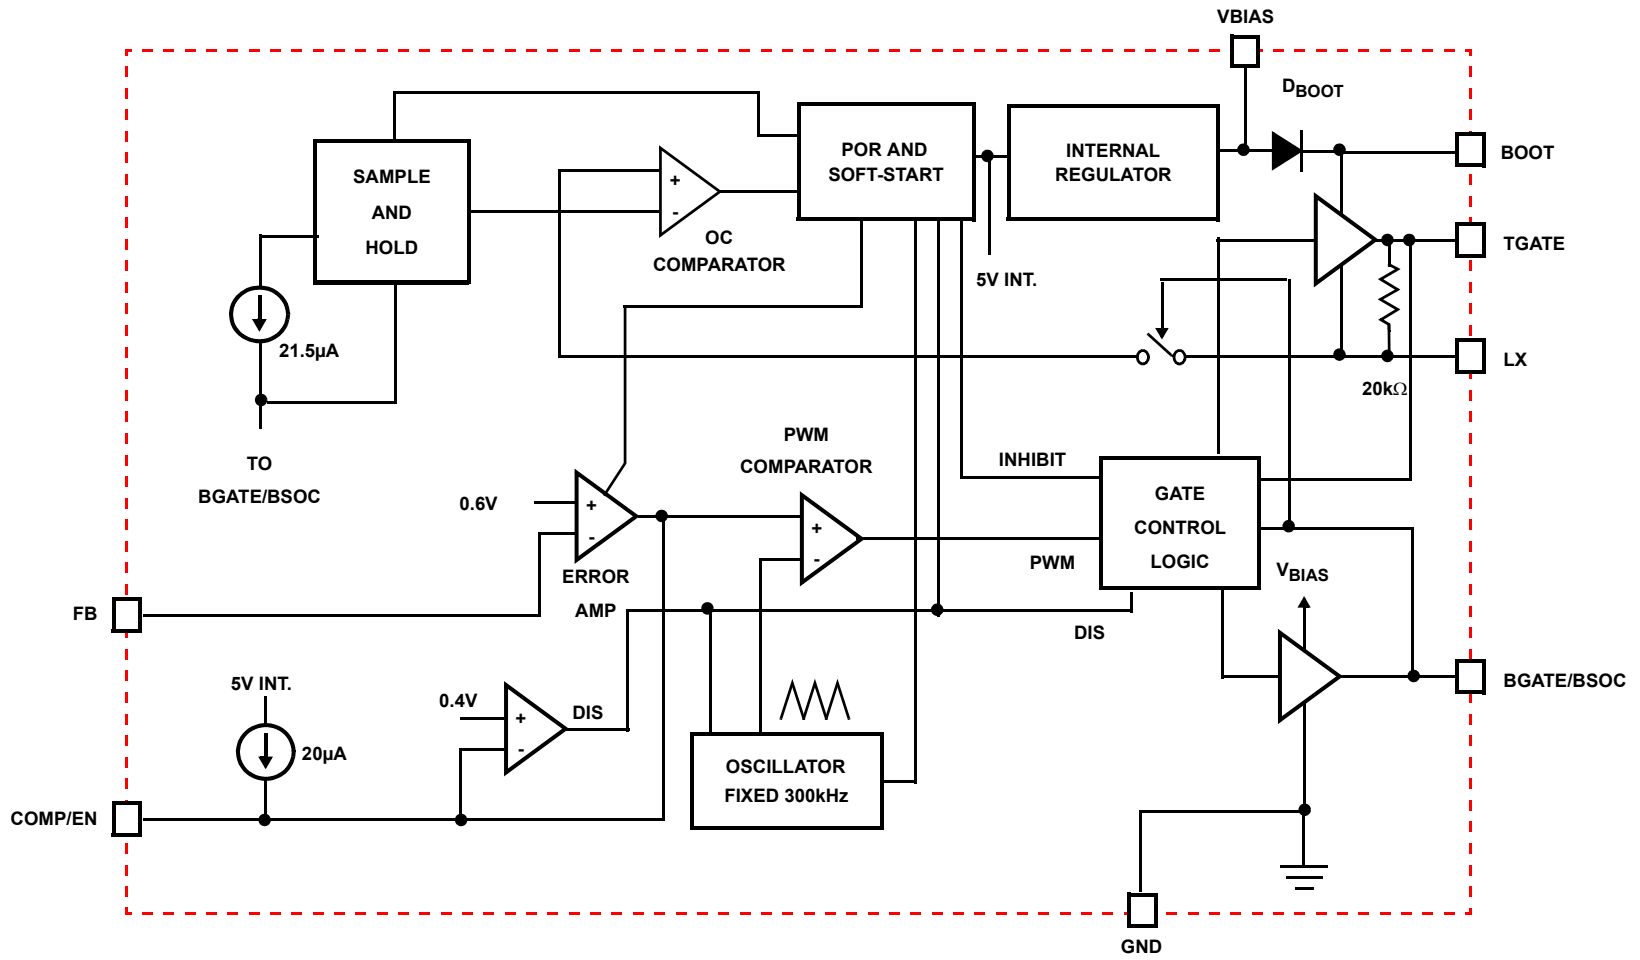 VBIAS
DBOOT
SAMPLE
AND
HOLD
+
-
OC
COMPARATOR
POR AND
SOFT-START
INTERNAL
REGULATOR
BOOT
TGATE
5V INT.
21.5µA
LX
20kΩ
TO
BGATE/BSOC
PWM
COMPARATOR
INHIBIT
0.6V
+
-
ERROR
AMP
+
-
PWM
GATE
CONTROL
LOGIC
VBIAS
FB
DIS
5V INT.
0.4V
+
-
DIS
BGATE/BSOC
20µA
OSCILLATOR
FIXED 300kHz
COMP/EN
GND